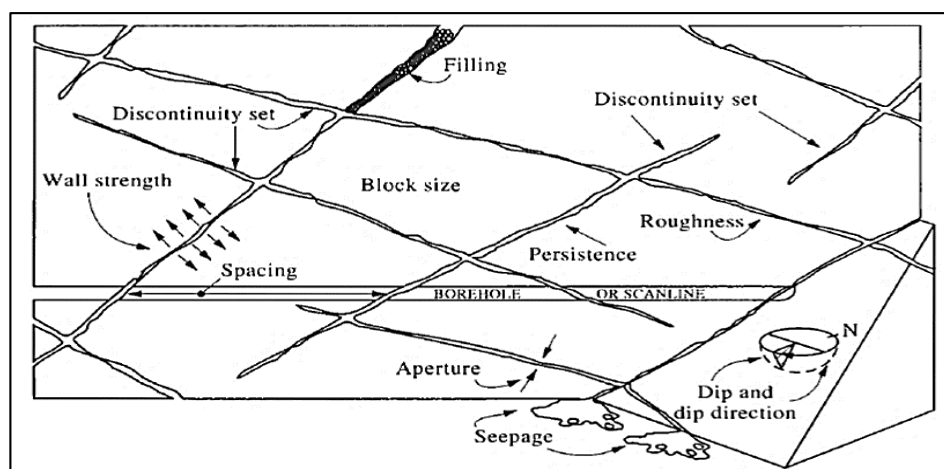 Filling
Discontinuity set
Discontinuity set
Wall strength
Block size
Roughness
Persistence
Spacing
BOREHOLE OR SCANLINE
N
Aperture
Dip and
dip direction
Seepage